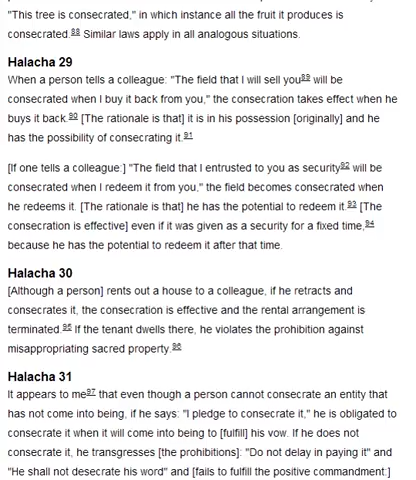 "This tree is consecrated," in which instance all the fruit it produces is
consecrated.88 Similar laws apply in all analogous situations.
Halacha 29
When a person tells a colleague: "The field that I will sell you89 will be
consecrated when I buy it back from you," the consecration takes effect when he
buys it back.90 [The rationale is that] it is in his possession [originally] and he
has the possibility of consecrating it.91
[If one tells a colleague:] "The field that I entrusted to you as security92 will be
consecrated when I redeem it from you," the field becomes consecrated when
he redeems it. [The rationale is that] he has the potential to redeem it.93 [The
consecration is effective] even if it was given as a security for a fixed time,94
because he has the potential to redeem it after that time.
Halacha 30
[Although a person] rents out a house to a colleague, if he retracts and
consecrates it, the consecration is effective and the rental arrangement is
terminated.95 If the tenant dwells there, he violates the prohibition against
misappropriating sacred property.96
Halacha 31
It appears to me97 that even though a person cannot consecrate an entity that
has not come into being, if he says: "I pledge to consecrate it," he is obligated to
consecrate it when it will come into being to [fulfill] his vow. If he does not
consecrate it, he transgresses [the prohibitions]: "Do not delay in paying it" and
"He shall not desecrate his word" and [fails to fulfill the positive commandment:]